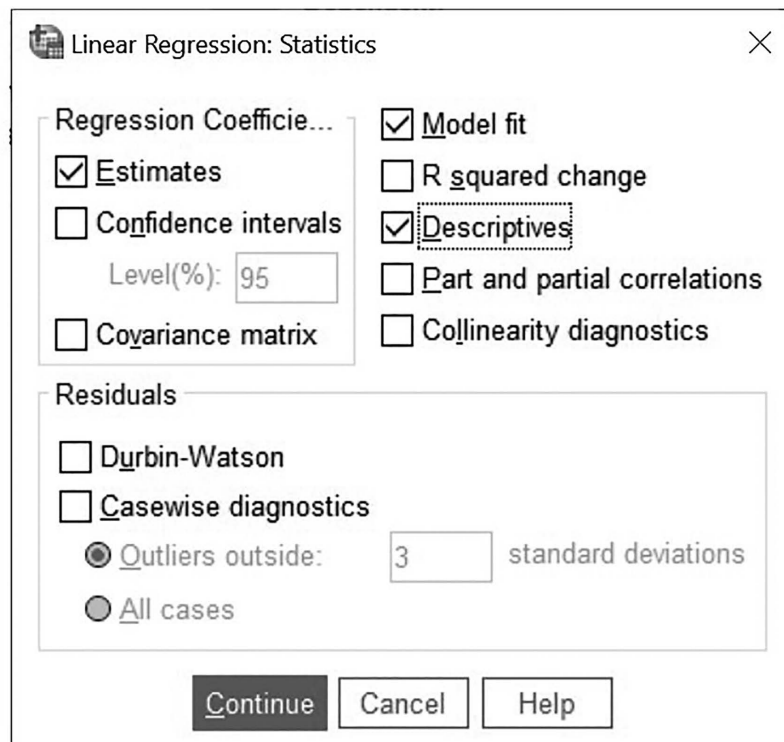 Linear Regression: Statistics
Regression Coefficie...
Estimates
Confidence intervals
Level(%): 95
Covariance matrix
Model fit
R squared change
Descriptives
Part and partial correlations
Collinearity diagnostics
Residuals
Durbin-Watson
Casewise diagnostics
Outliers outside: 3 standard deviations
All cases
Continue Cancel Help